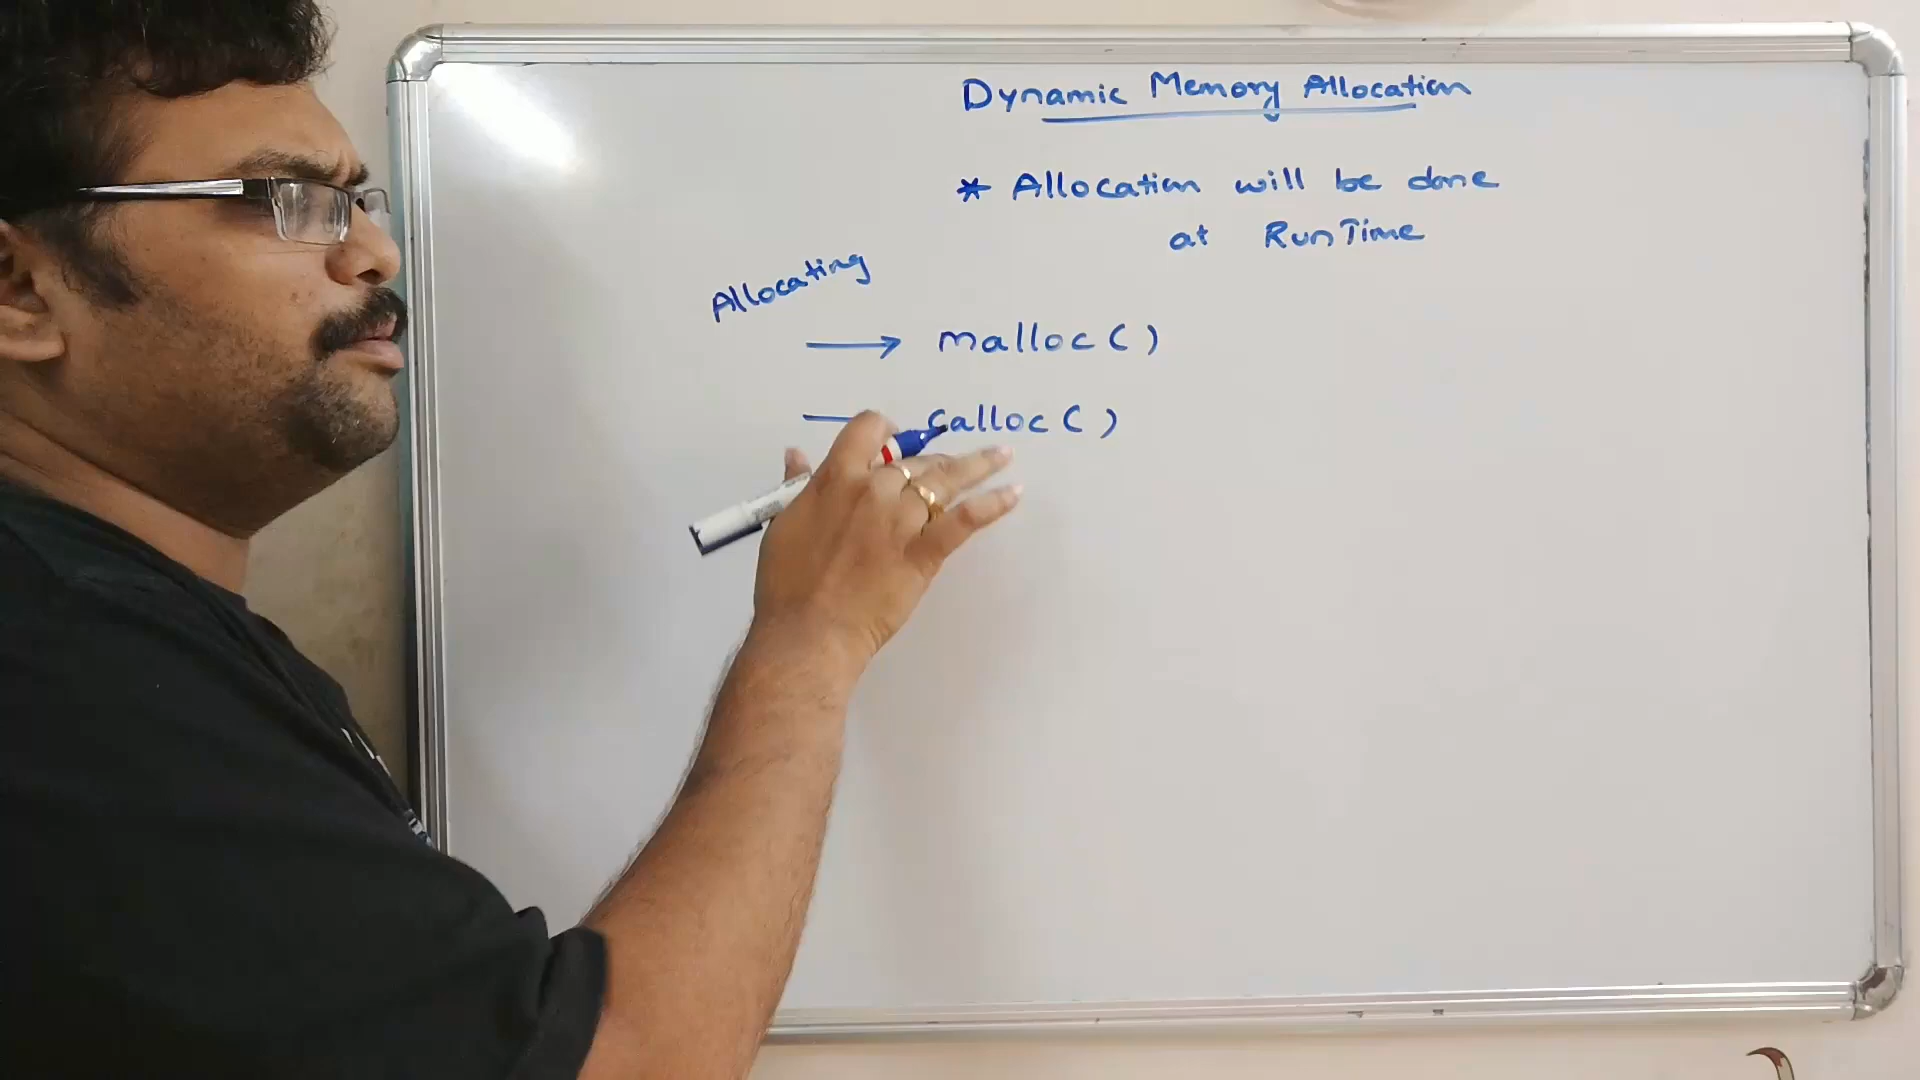 Dynamic Memory Allocation
* Allocation will be done
at RunTime
Allocating
→ malloc()
calloc()